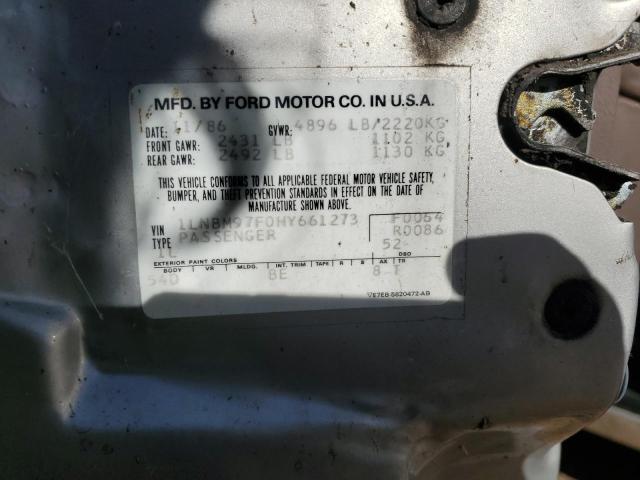 MFD. BY FORD MOTOR CO. IN U.S.A.
DATE: 11/86 GVWR: 4896 LB/2220KG
FRONT GAWR: 2431 LB 1102 KG
REAR GAWR: 2492 LB 1130 KG
THIS VEHICLE CONFORMS TO ALL APPLICABLE FEDERAL MOTOR VEHICLE SAFETY,
BUMPER, AND THEFT PREVENTION STANDARDS IN EFFECT ON THE DATE OF
MANUFACTURE SHOWN ABOVE.
VIN 1LNBM97F0HY661273 F0064
TYPE PASSENGER R0086
1L 52
EXTERIOR PAINT COLORS DSO
BODY VR MLDG. INT. TRIM TAPE R S AX TR
54D BE 8 T
E7EB-5820472-AB